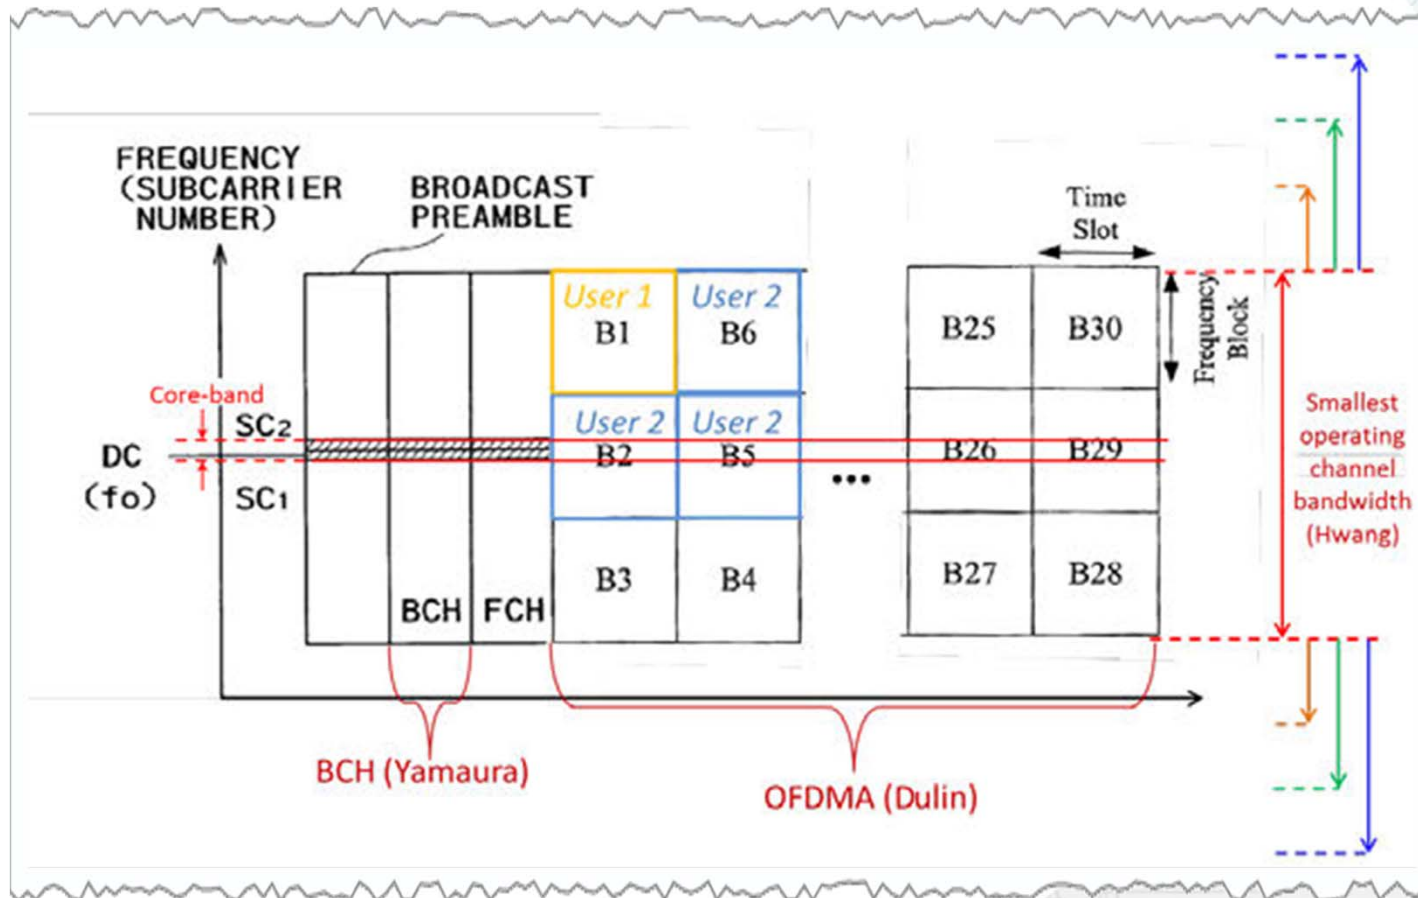 FREQUENCY
(SUBCARRIER
NUMBER)
BROADCAST
PREAMBLE
Time
Slot
User 1
B1
User 2
B6
B25
B30
Frequency
Block
Core-band
SC2
DC
(fo)
SC1
User 2
B2
User 2
B5
...
B26
B29
Smallest
operating
channel
bandwidth
(Hwang)
B3
B4
B27
B28
BCH
FCH
BCH (Yamaura)
OFDMA (Dulin)